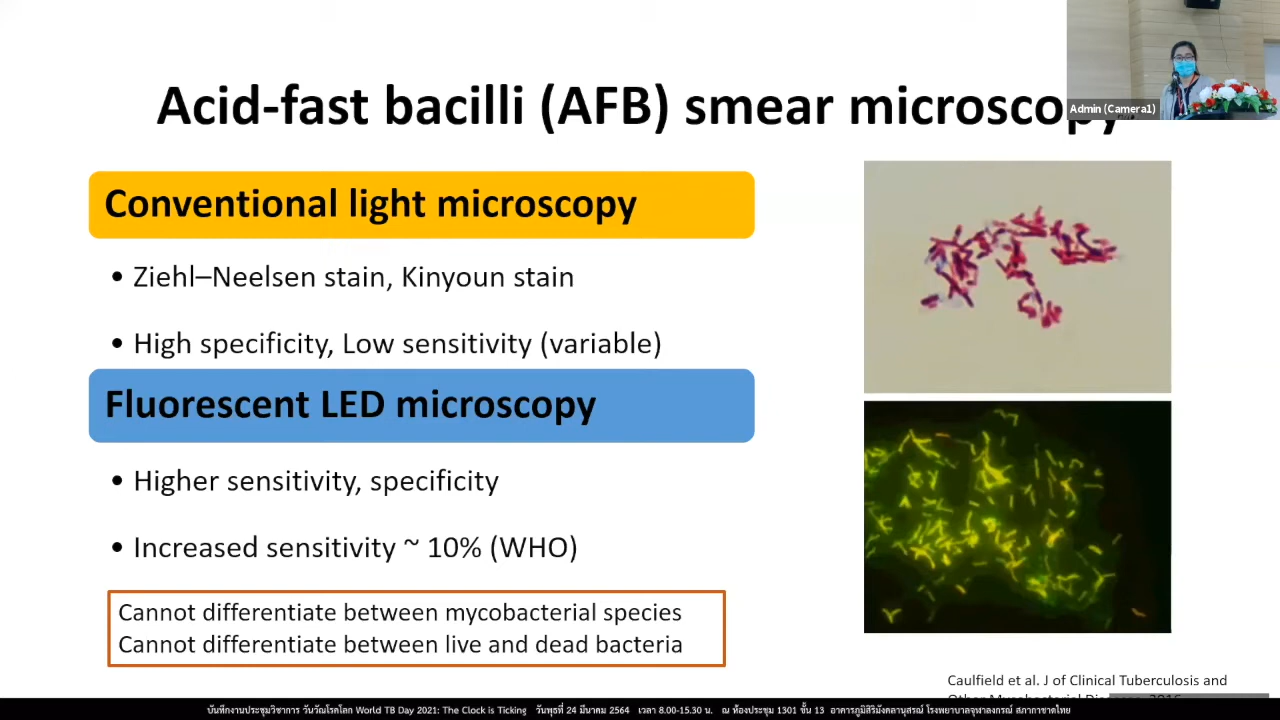 Acid-fast bacilli (AFB) smear microscopy
Admin (Camera1)
Conventional light microscopy
• Ziehl–Neelsen stain, Kinyoun stain
• High specificity, Low sensitivity (variable)
Fluorescent LED microscopy
• Higher sensitivity, specificity
• Increased sensitivity ~ 10% (WHO)
Cannot differentiate between mycobacterial species
Cannot differentiate between live and dead bacteria
Caulfield et al. J of Clinical Tuberculosis and
บันทึกงานประชุมวิชาการ วันวัณโรคโลก World TB Day 2021: The Clock is Ticking วันพุธที่ 24 มีนาคม 2564 เวลา 8.00-15.30 น. ณ ห้องประชุม 1301 ชั้น 13 อาคารภูมิสิริมังคลานุสรณ์ โรงพยาบาลจุฬาลงกรณ์ สภากาชาดไทย